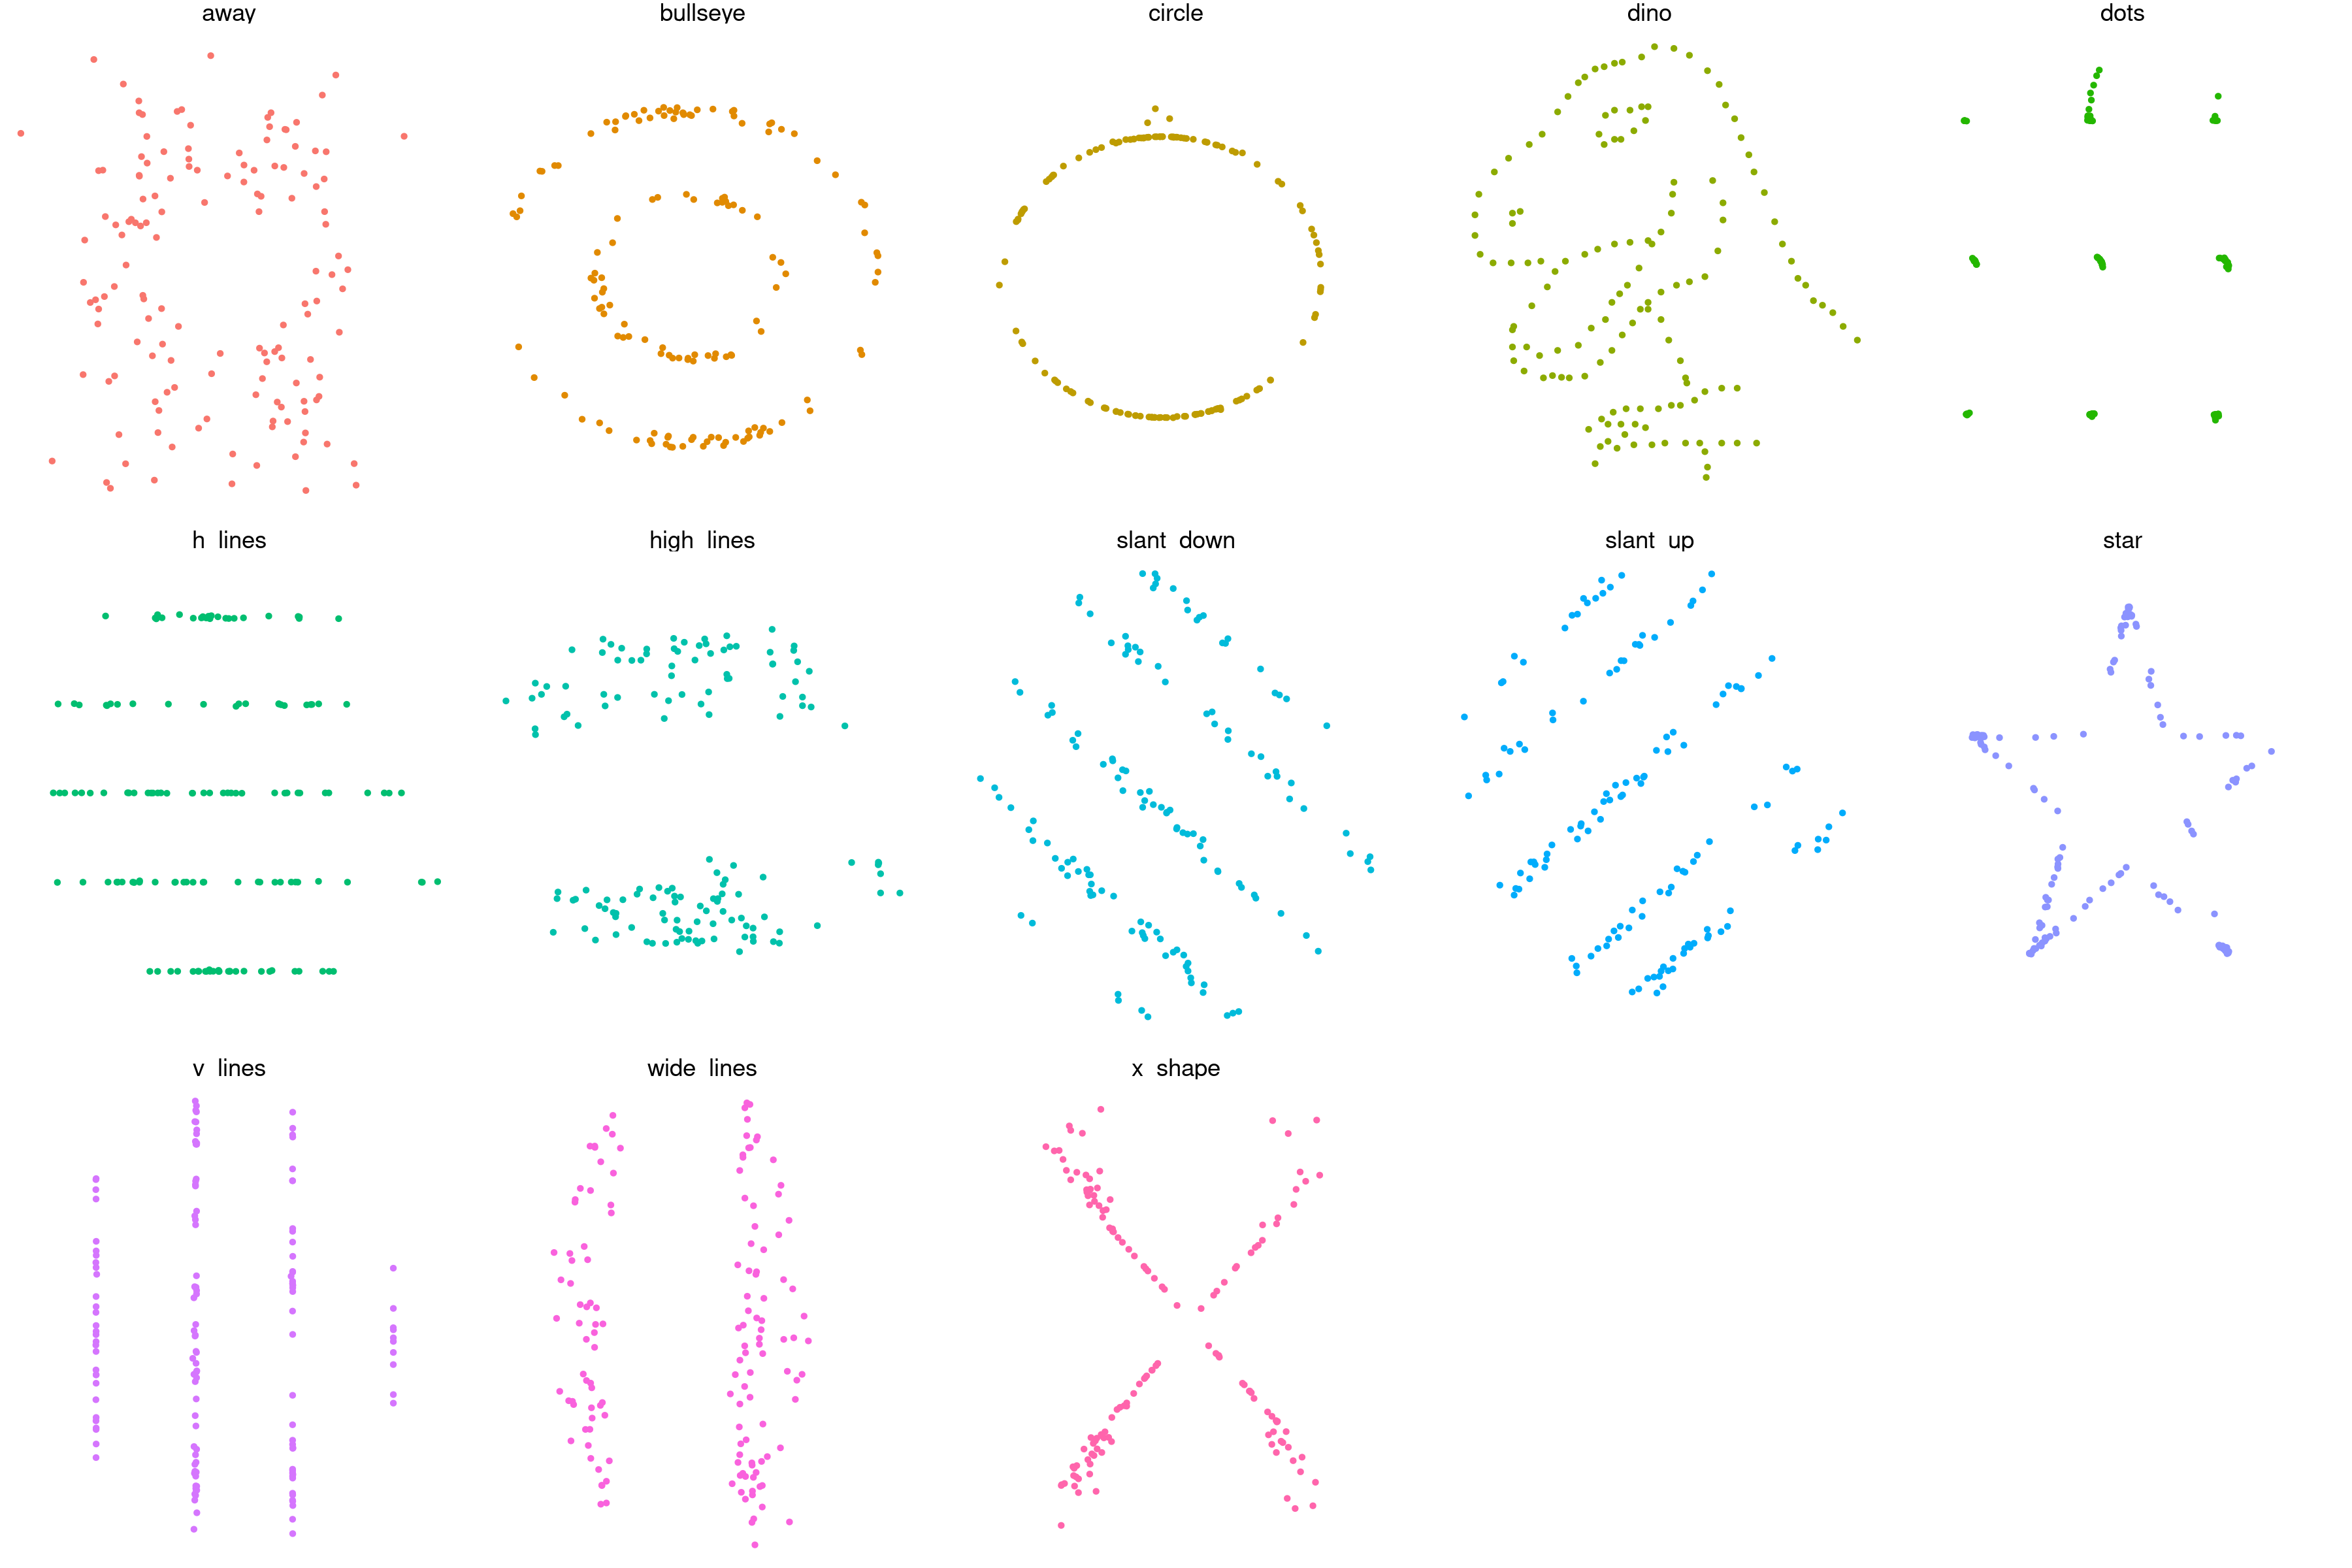 away
bullseye
circle
dino
dots
h lines
high lines
slant down
slant up
star
v lines
wide lines
x shape